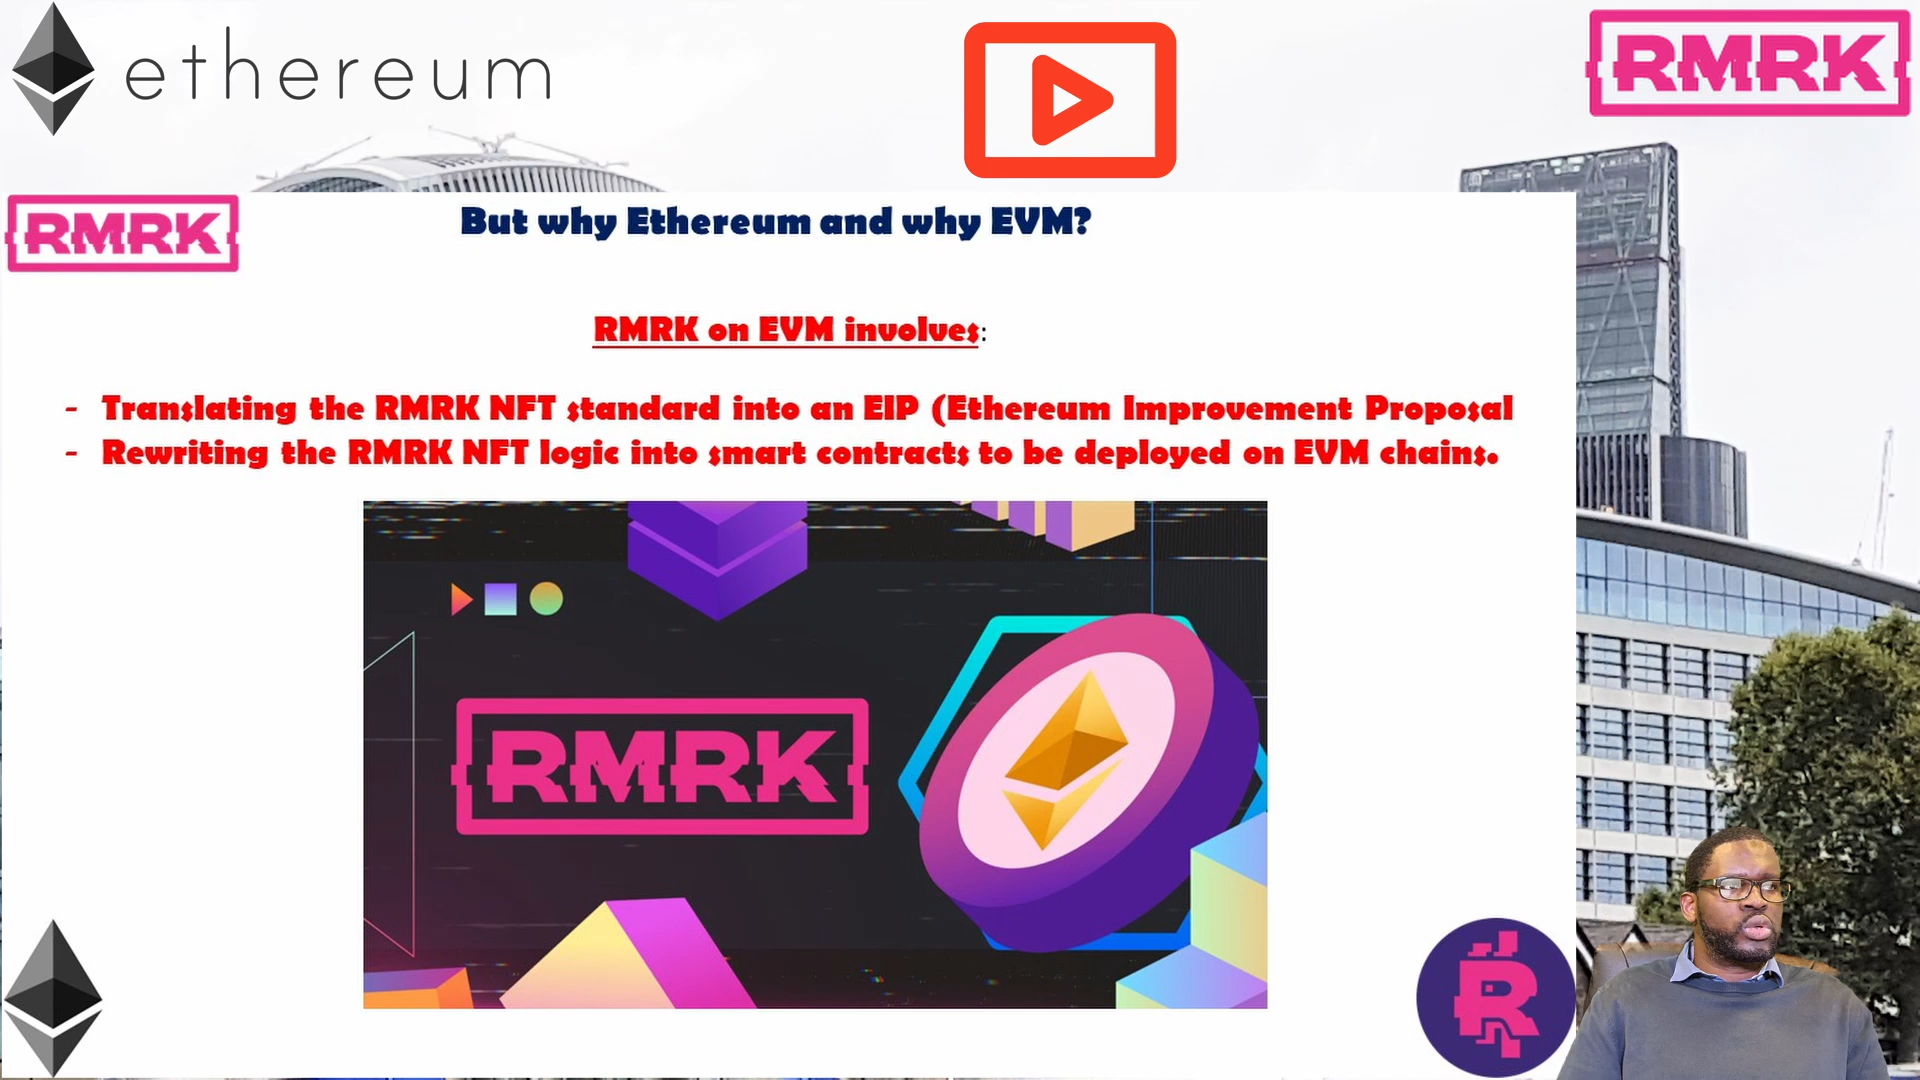 ethereum
RMRK
RMRK
But why Ethereum and why EVM?
RMRK on EVM involves:
- Translating the RMRK NFT standard into an EIP (Ethereum Improvement Proposal
- Rewriting the RMRK NFT logic into smart contracts to be deployed on EVM chains.
RMRK
R